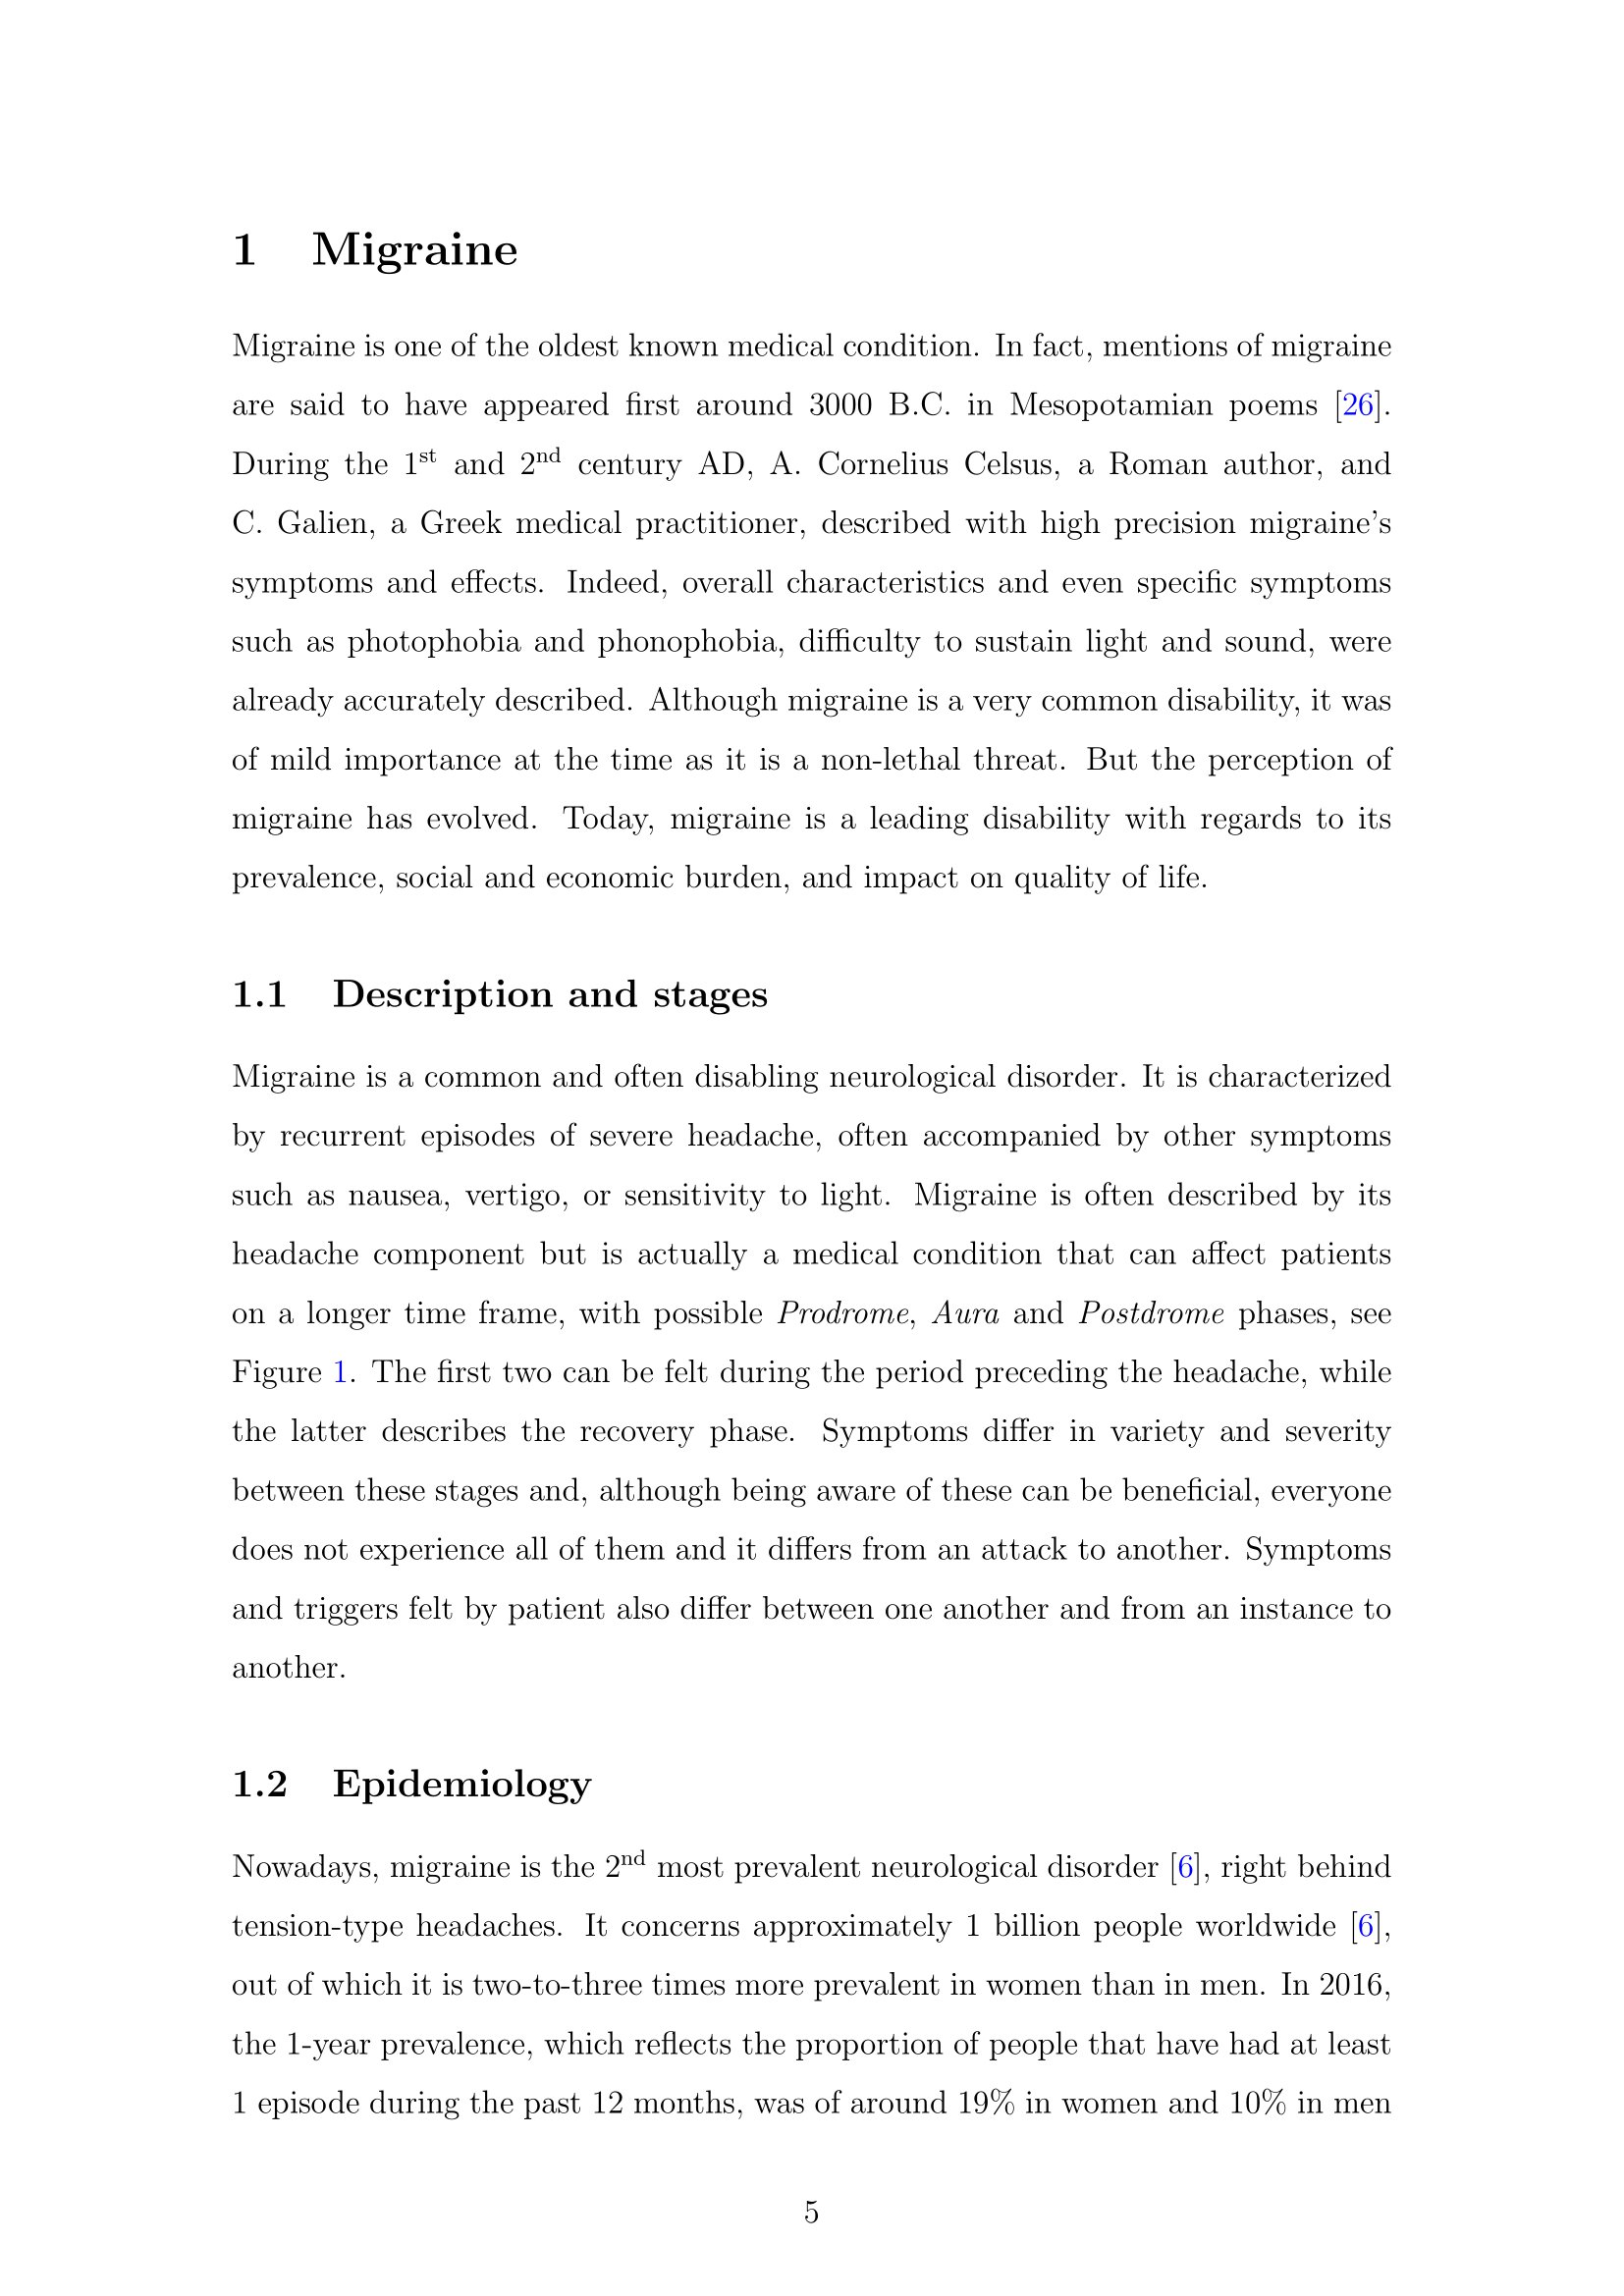 1 Migraine
Migraine is one of the oldest known medical condition. In fact, mentions of migraine
are said to have appeared first around 3000 B.C. in Mesopotamian poems [26].
During the 1st and 2nd century AD, A. Cornelius Celsus, a Roman author, and
C. Galien, a Greek medical practitioner, described with high precision migraine's
symptoms and effects. Indeed, overall characteristics and even specific symptoms
such as photophobia and phonophobia, difficulty to sustain light and sound, were
already accurately described. Although migraine is a very common disability, it was
of mild importance at the time as it is a non-lethal threat. But the perception of
migraine has evolved. Today, migraine is a leading disability with regards to its
prevalence, social and economic burden, and impact on quality of life.
1.1 Description and stages
Migraine is a common and often disabling neurological disorder. It is characterized
by recurrent episodes of severe headache, often accompanied by other symptoms
such as nausea, vertigo, or sensitivity to light. Migraine is often described by its
headache component but is actually a medical condition that can affect patients
on a longer time frame, with possible Prodrome, Aura and Postdrome phases, see
Figure 1. The first two can be felt during the period preceding the headache, while
the latter describes the recovery phase. Symptoms differ in variety and severity
between these stages and, although being aware of these can be beneficial, everyone
does not experience all of them and it differs from an attack to another. Symptoms
and triggers felt by patient also differ between one another and from an instance to
another.
1.2 Epidemiology
Nowadays, migraine is the 2nd most prevalent neurological disorder [6], right behind
tension-type headaches. It concerns approximately 1 billion people worldwide [6],
out of which it is two-to-three times more prevalent in women than in men. In 2016,
the 1-year prevalence, which reflects the proportion of people that have had at least
1 episode during the past 12 months, was of around 19% in women and 10% in men
5